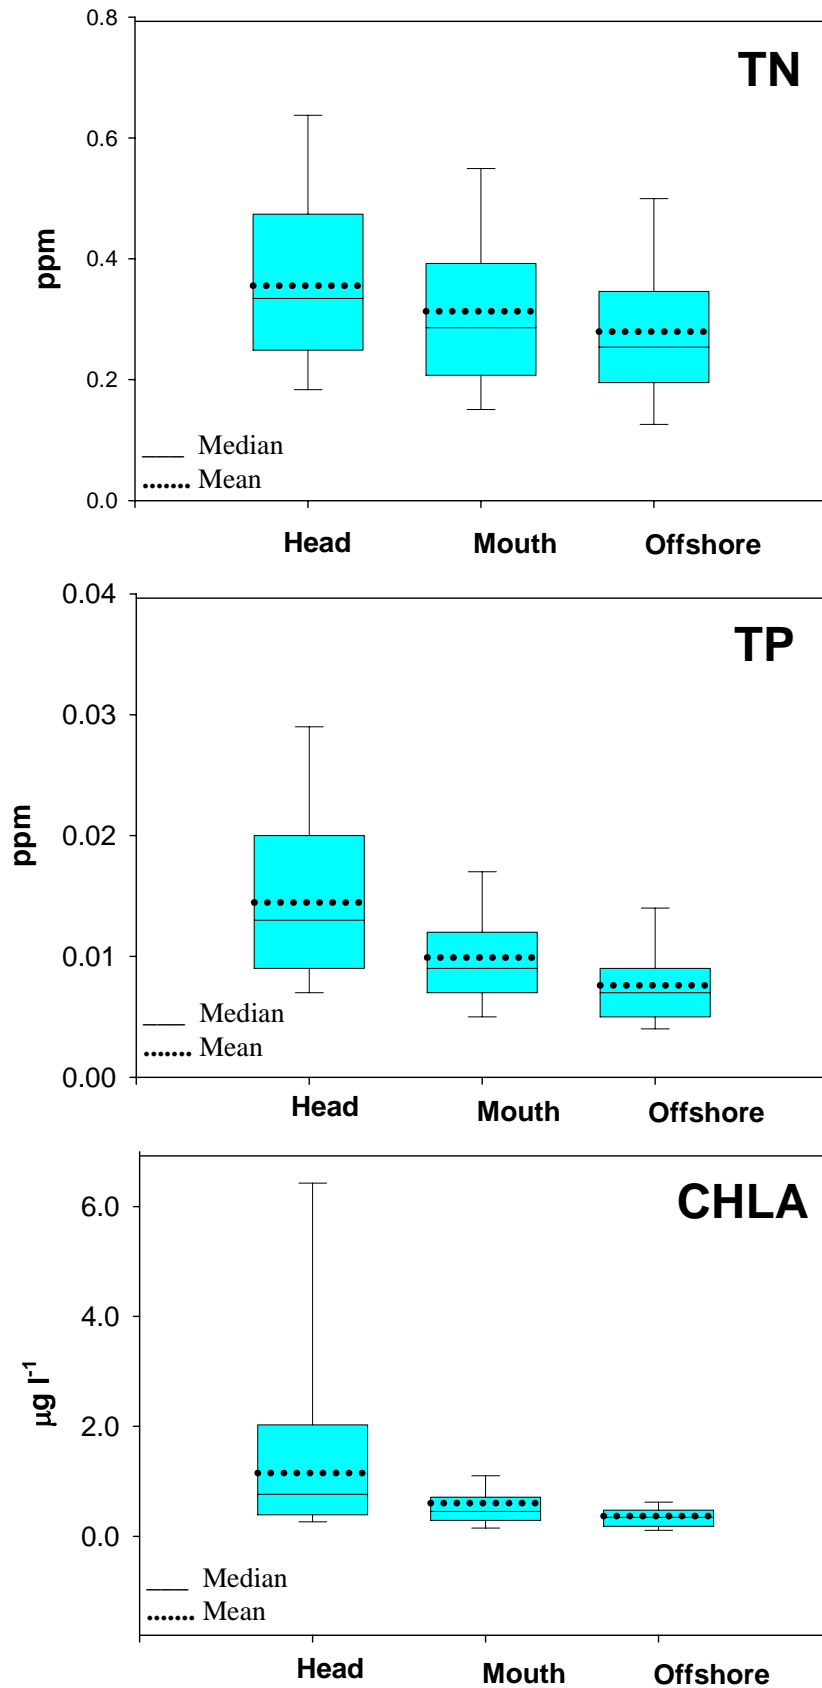 0.8
TN
0.6
ppm
0.4
0.2
Median
Mean
0.0
Head Mouth Offshore
0.04
TP
0.03
ppm
0.02
0.01
Median
Mean
0.00
Head Mouth Offshore
CHLA
6.0
4.0
µg l-1
2.0
0.0
Median
Mean
Head Mouth Offshore